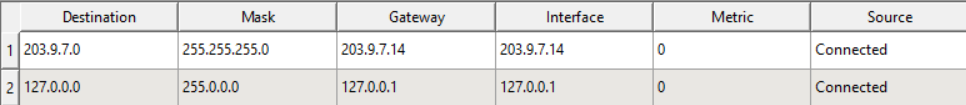 Destination Mask Gateway Interface Metric Source
1 203.9.7.0 255.255.255.0 203.9.7.14 203.9.7.14 0 Connected
2 127.0.0.0 255.0.0.0 127.0.0.1 127.0.0.1 0 Connected